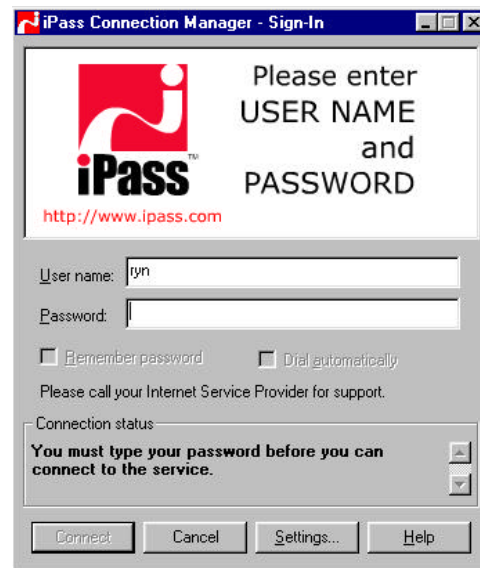 iPass Connection Manager - Sign-In
Please enter
USER NAME
and
PASSWORD
iPass™
http://www.ipass.com
User name: ryn
Password:
Remember password Dial automatically
Please call your Internet Service Provider for support.
Connection status
You must type your password before you can
connect to the service.
Connect Cancel Settings... Help